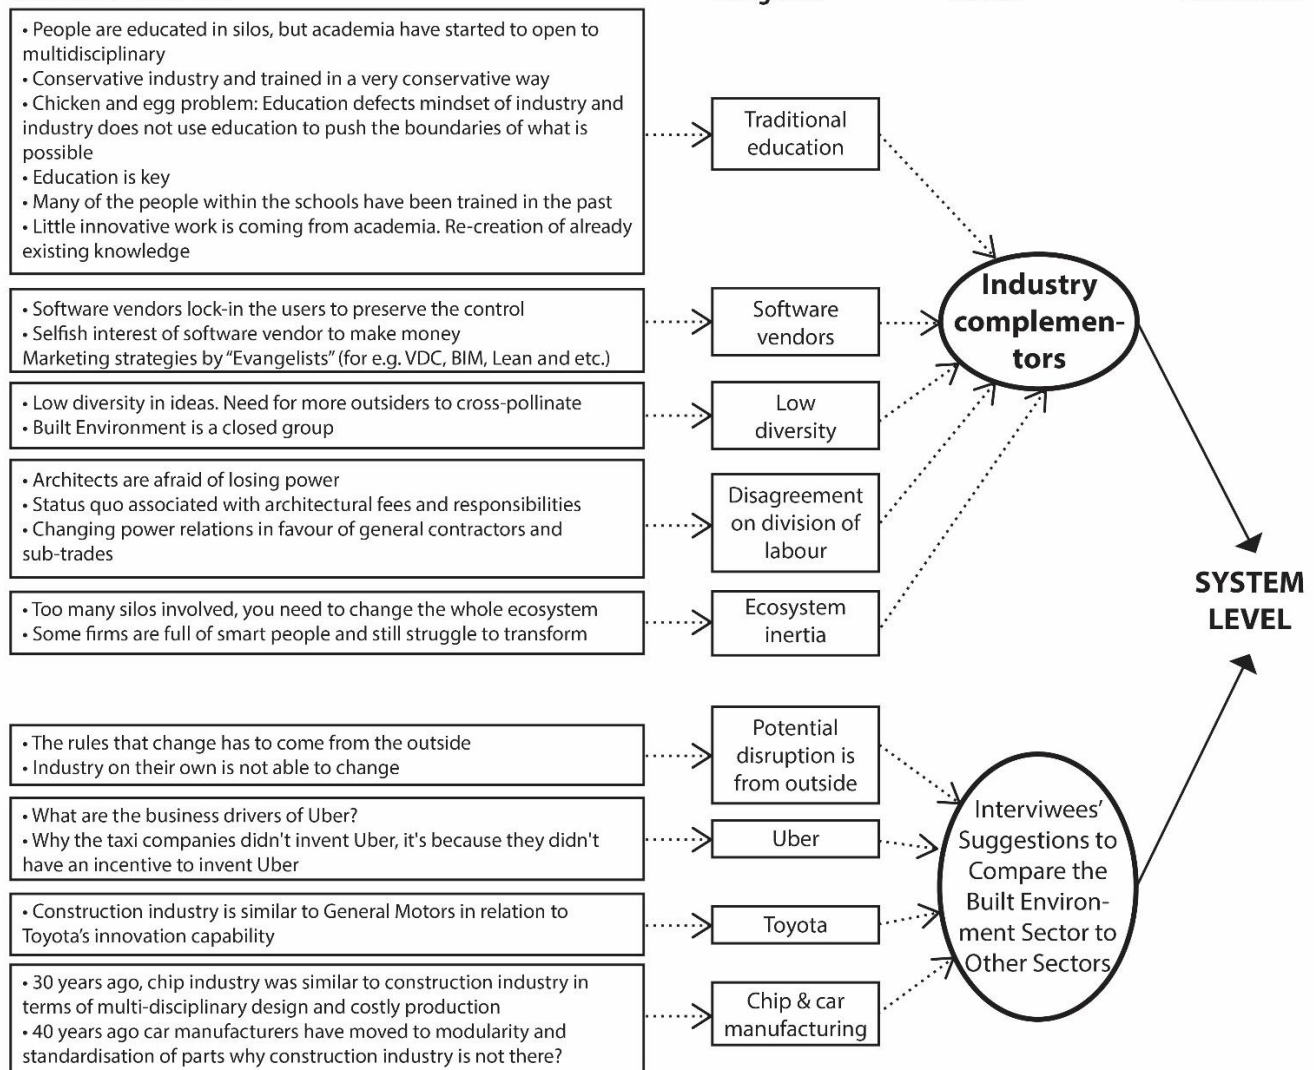 • People are educated in silos, but academia have started to open to
multidisciplinary
• Conservative industry and trained in a very conservative way
• Chicken and egg problem: Education defects mindset of industry and
industry does not use education to push the boundaries of what is
possible
• Education is key
• Many of the people within the schools have been trained in the past
• Little innovative work is coming from academia. Re-creation of already
existing knowledge
Traditional
education
• Software vendors lock-in the users to preserve the control
• Selfish interest of software vendor to make money
Marketing strategies by “Evangelists” (for e.g. VDC, BIM, Lean and etc.)
Software
vendors
• Low diversity in ideas. Need for more outsiders to cross-pollinate
• Built Environment is a closed group
Low
diversity
• Architects are afraid of losing power
• Status quo associated with architectural fees and responsibilities
• Changing power relations in favour of general contractors and
sub-trades
Disagreement
on division of
labour
• Too many silos involved, you need to change the whole ecosystem
• Some firms are full of smart people and still struggle to transform
Ecosystem
inertia
Industry
complemen-
tors
• The rules that change has to come from the outside
• Industry on their own is not able to change
Potential
disruption is
from outside
• What are the business drivers of Uber?
• Why the taxi companies didn't invent Uber, it's because they didn't
have an incentive to invent Uber
Uber
• Construction industry is similar to General Motors in relation to
Toyota’s innovation capability
Toyota
• 30 years ago, chip industry was similar to construction industry in
terms of multi-disciplinary design and costly production
• 40 years ago car manufacturers have moved to modularity and
standardisation of parts why construction industry is not there?
Chip & car
manufacturing
Interviwees’
Suggestions to
Compare the
Built Environ-
ment Sector to
Other Sectors
SYSTEM
LEVEL